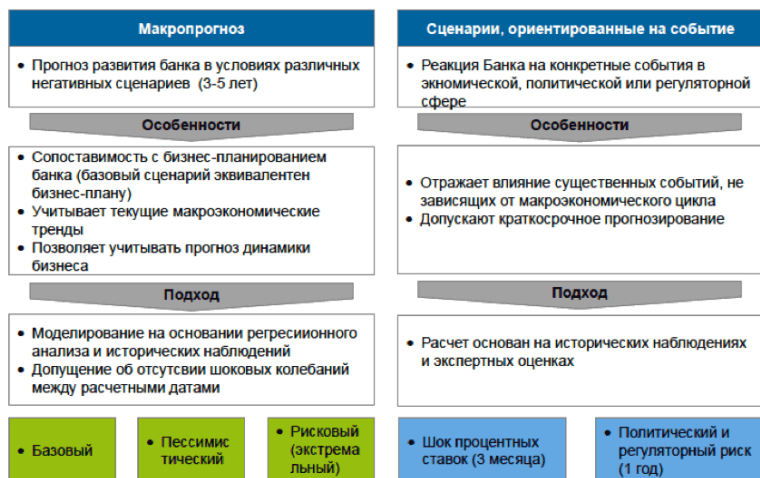 Макропрогноз
• Прогноз развития банка в условиях различных
негативных сценариев (3-5 лет)
Особенности
• Сопоставимость с бизнес-планированием
банка (базовый сценарий эквивалентен
бизнес-плану)
• Учитывает текущие макроэкономические
тренды
• Позволяет учитывать прогноз динамики
бизнеса
Подход
• Моделирование на основании регресиионного
анализа и исторических наблюдений
• Допущение об отсутсвии шоковых колебаний
между расчетными датами
• Базовый
• Пессимис
тический
• Рисковый
(экстрема
льный)
Сценарии, ориентированные на событие
• Реакция Банка на конкретные события в
экномической, политической или регуляторной
сфере
Особенности
• Отражает влияние существенных событий, не
зависящих от макроэкономического цикла
• Допускают краткосрочное прогнозирование
Подход
• Расчет основан на исторических наблюдениях
и экспертных оценках
• Шок процентных
ставок (3 месяца)
• Политический и
регуляторный риск
(1 год)